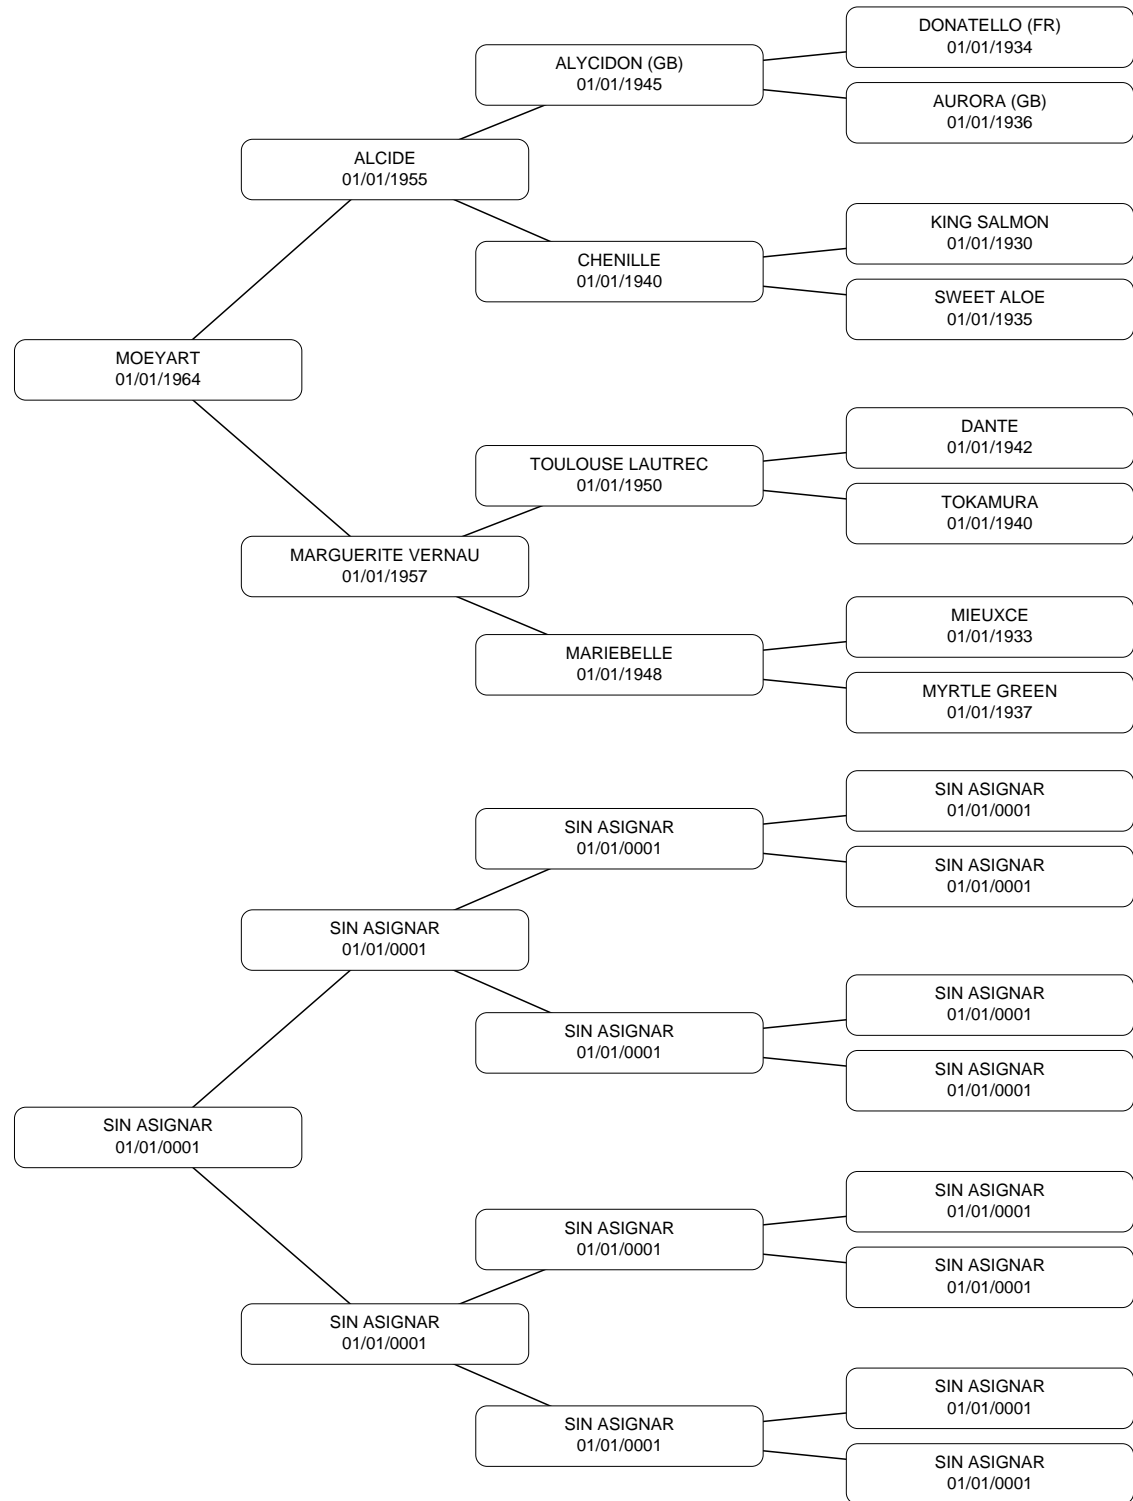 DONATELLO (FR)
01/01/1934
ALYCIDON (GB)
01/01/1945
AURORA (GB)
01/01/1936
ALCIDE
01/01/1955
KING SALMON
01/01/1930
CHENILLE
01/01/1940
SWEET ALOE
01/01/1935
MOEYART
01/01/1964
DANTE
01/01/1942
TOULOUSE LAUTREC
01/01/1950
TOKAMURA
01/01/1940
MARGUERITE VERNAU
01/01/1957
MIEUXCE
01/01/1933
MARIEBELLE
01/01/1948
MYRTLE GREEN
01/01/1937
SIN ASIGNAR
01/01/0001
SIN ASIGNAR
01/01/0001
SIN ASIGNAR
01/01/0001
SIN ASIGNAR
01/01/0001
SIN ASIGNAR
01/01/0001
SIN ASIGNAR
01/01/0001
SIN ASIGNAR
01/01/0001
SIN ASIGNAR
01/01/0001
SIN ASIGNAR
01/01/0001
SIN ASIGNAR
01/01/0001
SIN ASIGNAR
01/01/0001
SIN ASIGNAR
01/01/0001
SIN ASIGNAR
01/01/0001
SIN ASIGNAR
01/01/0001
SIN ASIGNAR
01/01/0001